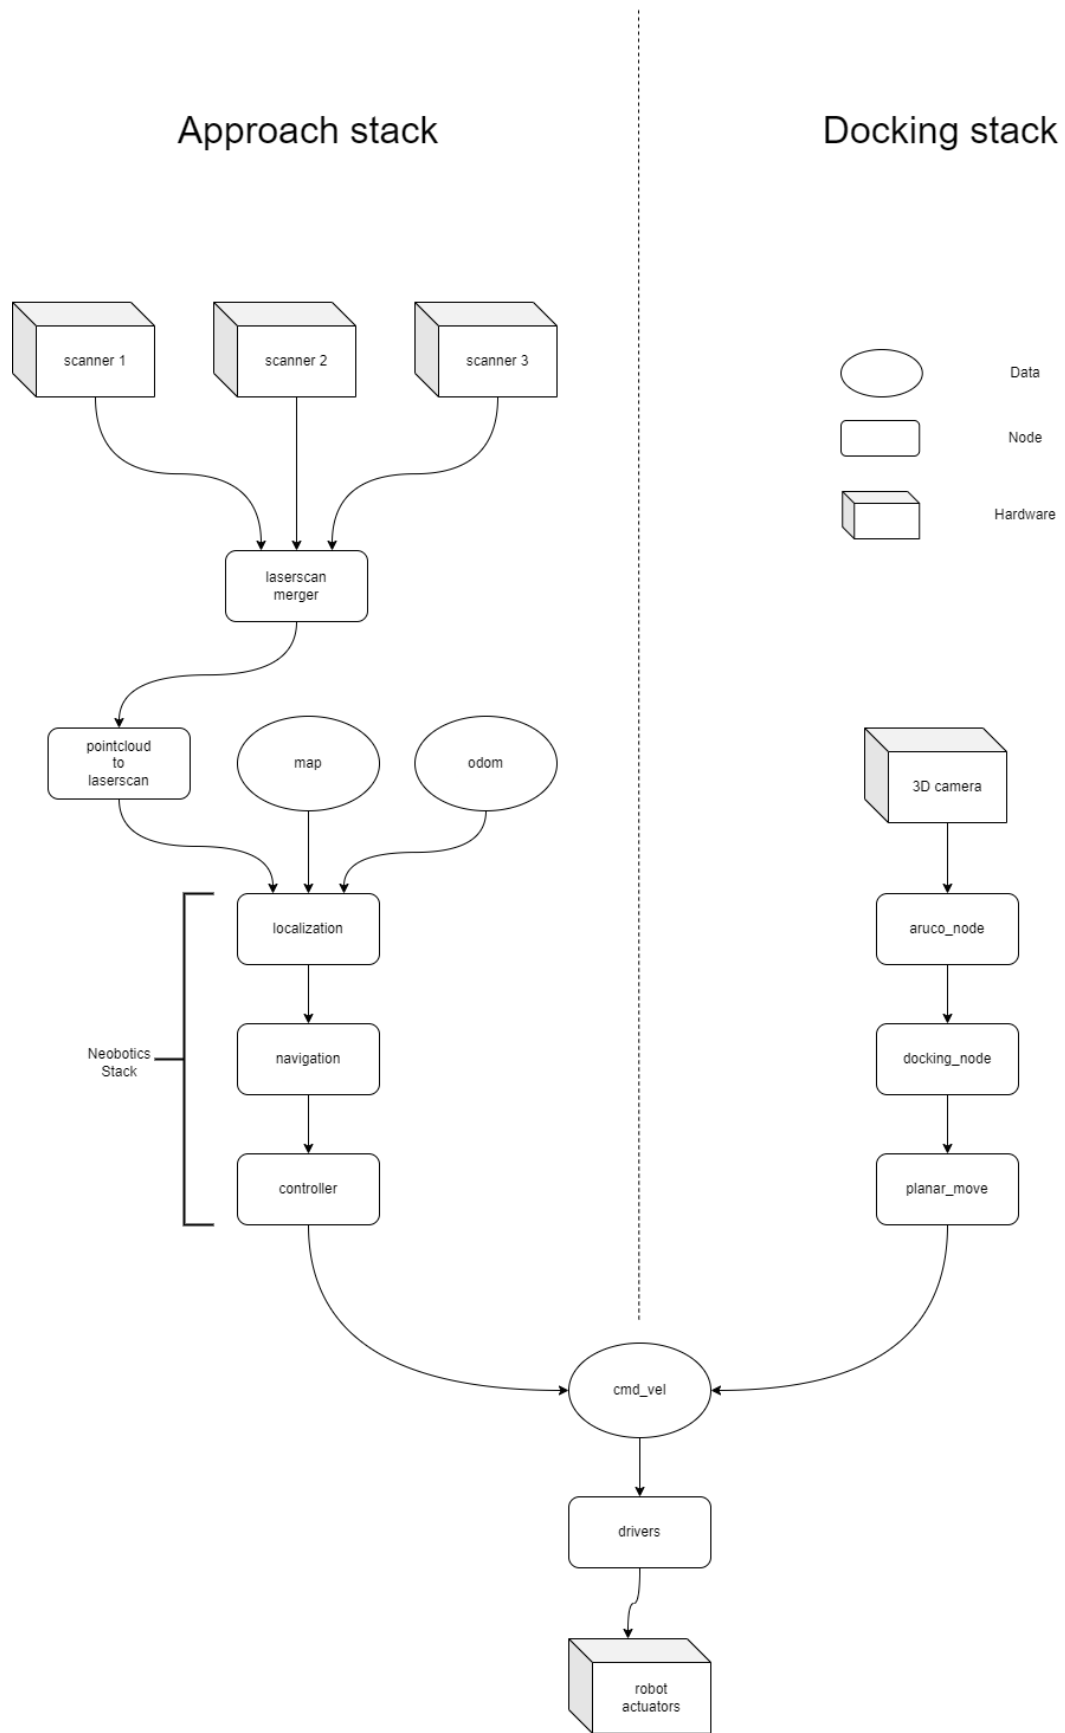 Approach stack
Docking stack
scanner 1
scanner 2
scanner 3
Data
Node
Hardware
laserscan
merger
pointcloud
to
laserscan
map
odom
3D camera
localization
aruco_node
Neobotics
Stack
navigation
docking_node
controller
planar_move
cmd_vel
drivers
robot
actuators